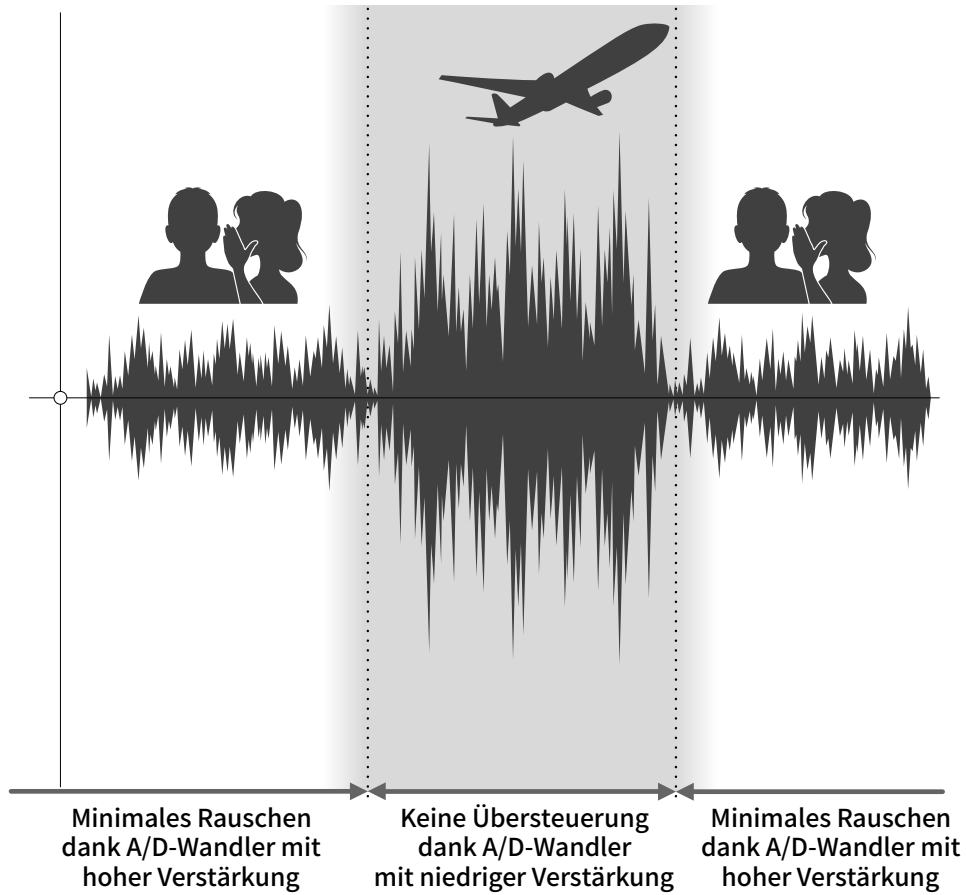 Minimales Rauschen
dank A/D-Wandler mit
hoher Verstärkung
Keine Übersteuerung
dank A/D-Wandler
mit niedriger Verstärkung
Minimales Rauschen
dank A/D-Wandler mit
hoher Verstärkung